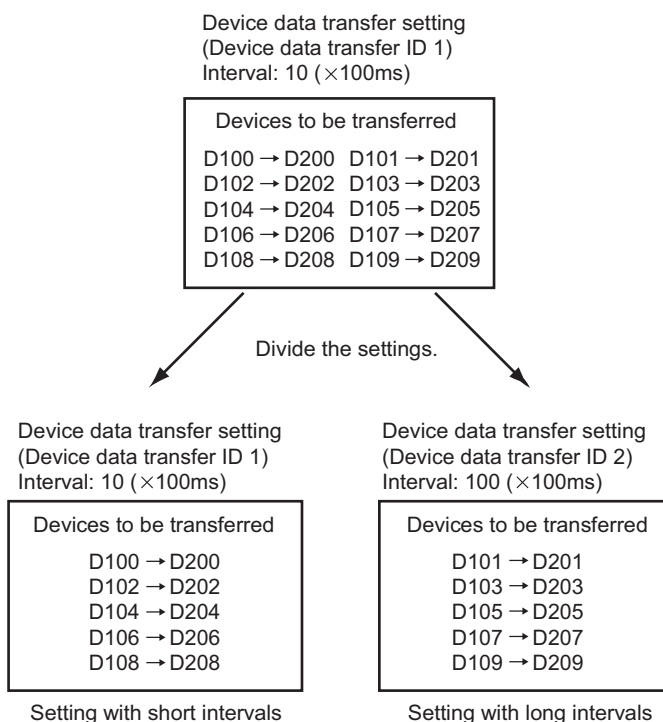 Device data transfer setting
(Device data transfer ID 1)
Interval: 10 (×100ms)
Devices to be transferred
D100 → D200 D101 → D201
D102 → D202 D103 → D203
D104 → D204 D105 → D205
D106 → D206 D107 → D207
D108 → D208 D109 → D209
Divide the settings.
Device data transfer setting
(Device data transfer ID 1)
Interval: 10 (×100ms)
Devices to be transferred
D100 → D200
D102 → D202
D104 → D204
D106 → D206
D108 → D208
Setting with short intervals
Device data transfer setting
(Device data transfer ID 2)
Interval: 100 (×100ms)
Devices to be transferred
D101 → D201
D103 → D203
D105 → D205
D107 → D207
D109 → D209
Setting with long intervals